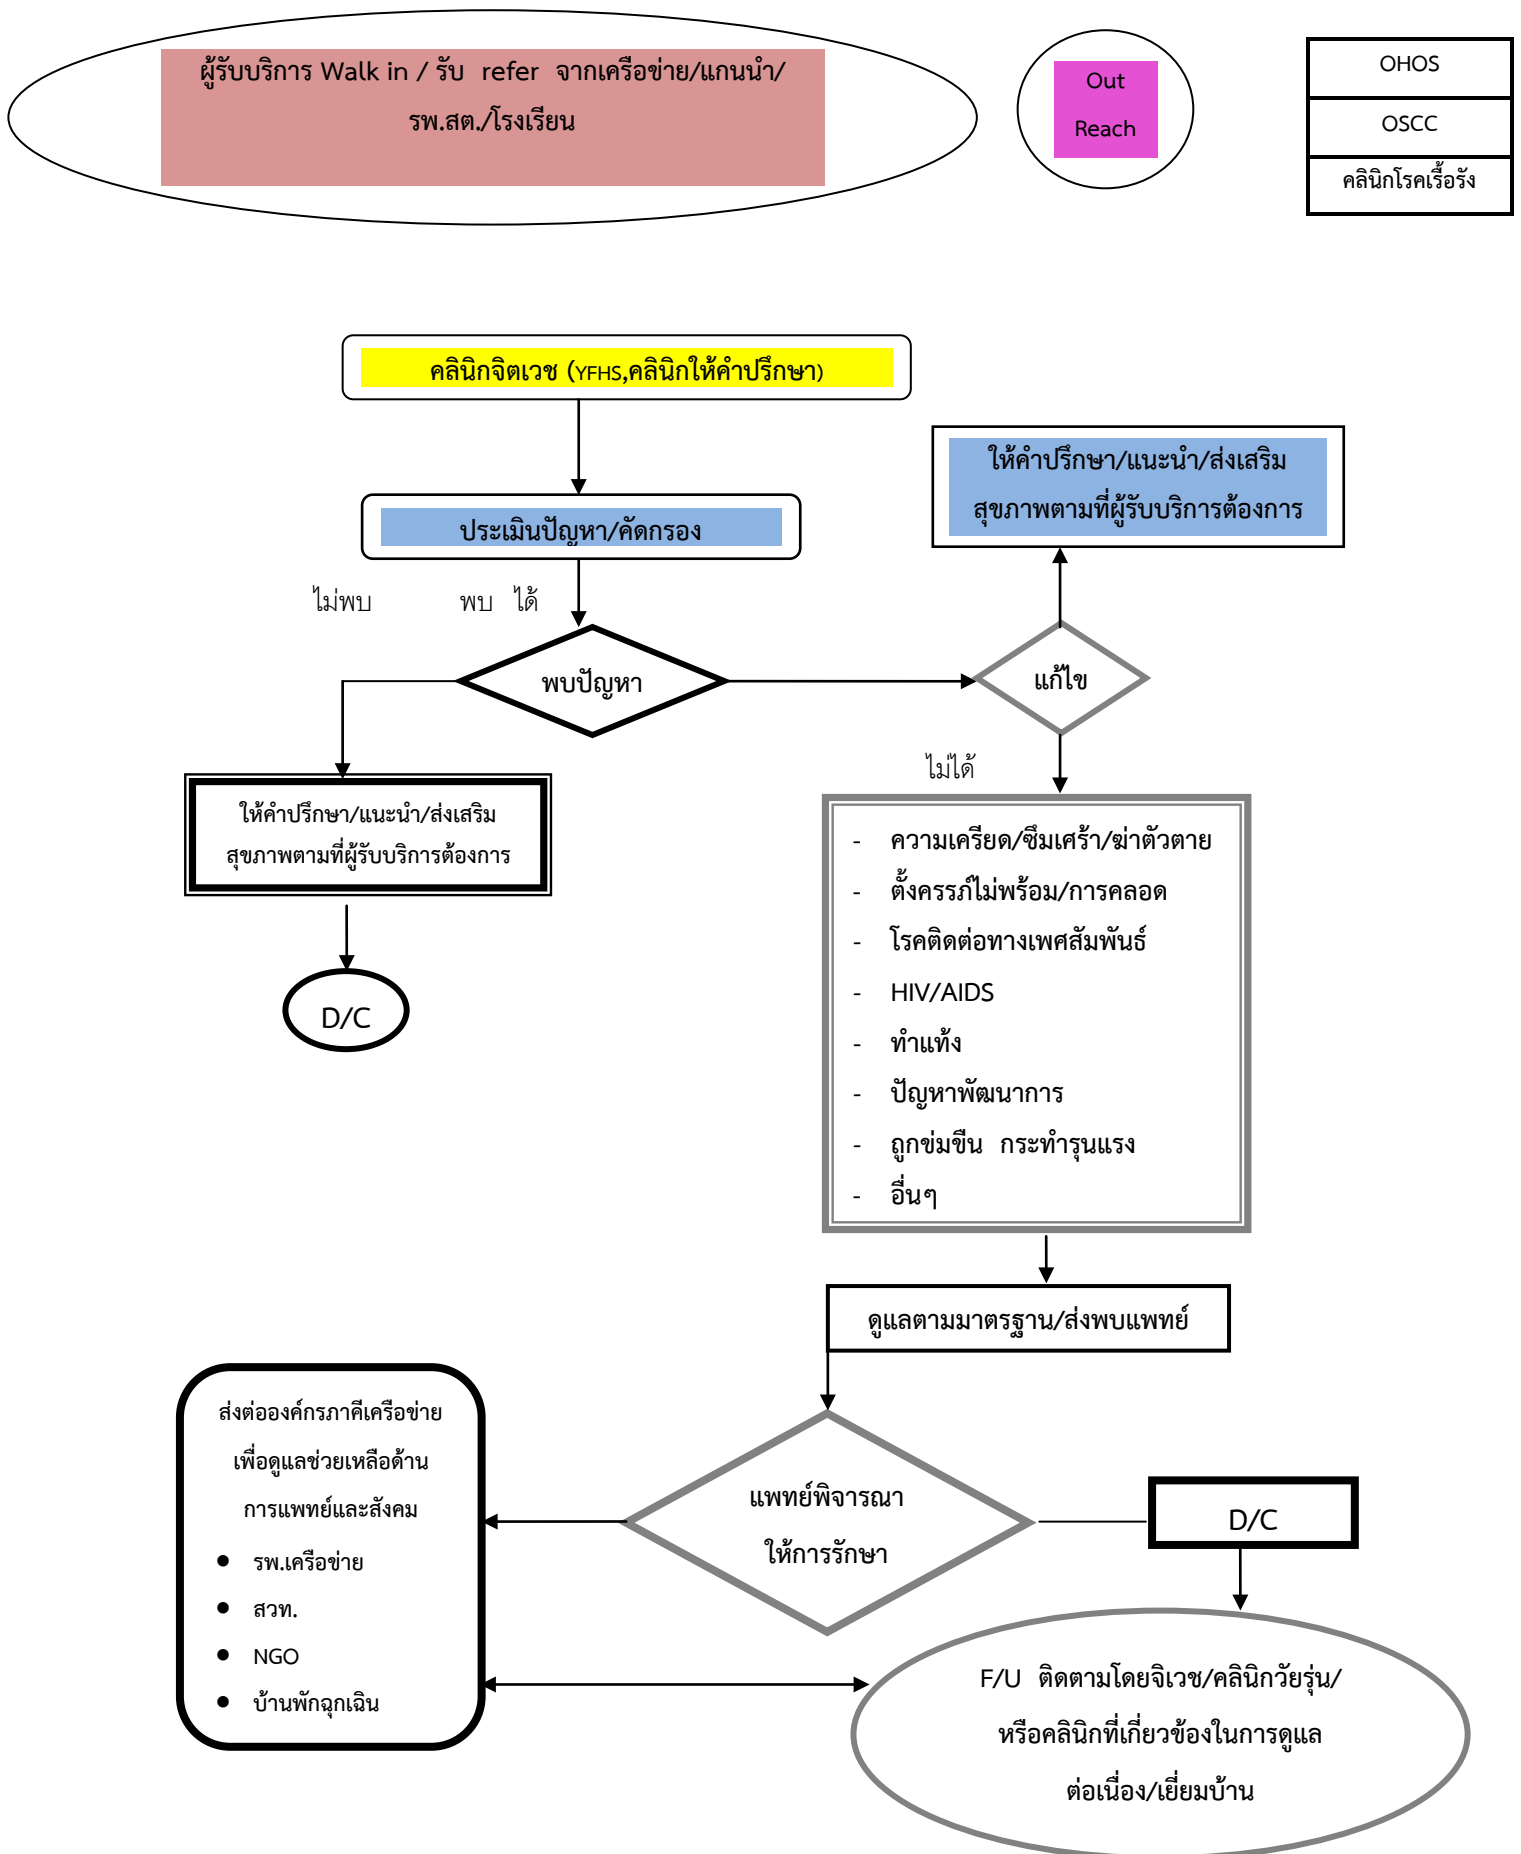 ผู้รับบริการ Walk in / รับ refer จากเครือข่าย/แกนนำ/
รพ.สต./โรงเรียน
Out
Reach
OHOS
OSCC
คลินิกโรคเรื้อรัง
คลินิกจิตเวช (YFHS,คลินิกให้คำปรึกษา)
ให้คำปรึกษา/แนะนำ/ส่งเสริม
สุขภาพตามที่ผู้รับบริการต้องการ
ประเมินปัญหา/คัดกรอง
ไม่พบ พบ ได้
พบปัญหา
แก้ไข
ไม่ได้
ให้คำปรึกษา/แนะนำ/ส่งเสริม
สุขภาพตามที่ผู้รับบริการต้องการ
D/C
- ความเครียด/ซึมเศร้า/ฆ่าตัวตาย
- ตั้งครรภ์ไม่พร้อม/การคลอด
- โรคติดต่อทางเพศสัมพันธ์
- HIV/AIDS
- ทำแท้ง
- ปัญหาพัฒนาการ
- ถูกข่มขืน กระทำรุนแรง
- อื่นๆ
ดูแลตามมาตรฐาน/ส่งพบแพทย์
ส่งต่อองค์กรภาคีเครือข่าย
เพื่อดูแลช่วยเหลือด้าน
การแพทย์และสังคม
● รพ.เครือข่าย
● สวท.
● NGO
● บ้านพักฉุกเฉิน
แพทย์พิจารณา
ให้การรักษา
D/C
F/U ติดตามโดยจิเวช/คลินิกวัยรุ่น/
หรือคลินิกที่เกี่ยวข้องในการดูแล
ต่อเนื่อง/เยี่ยมบ้าน